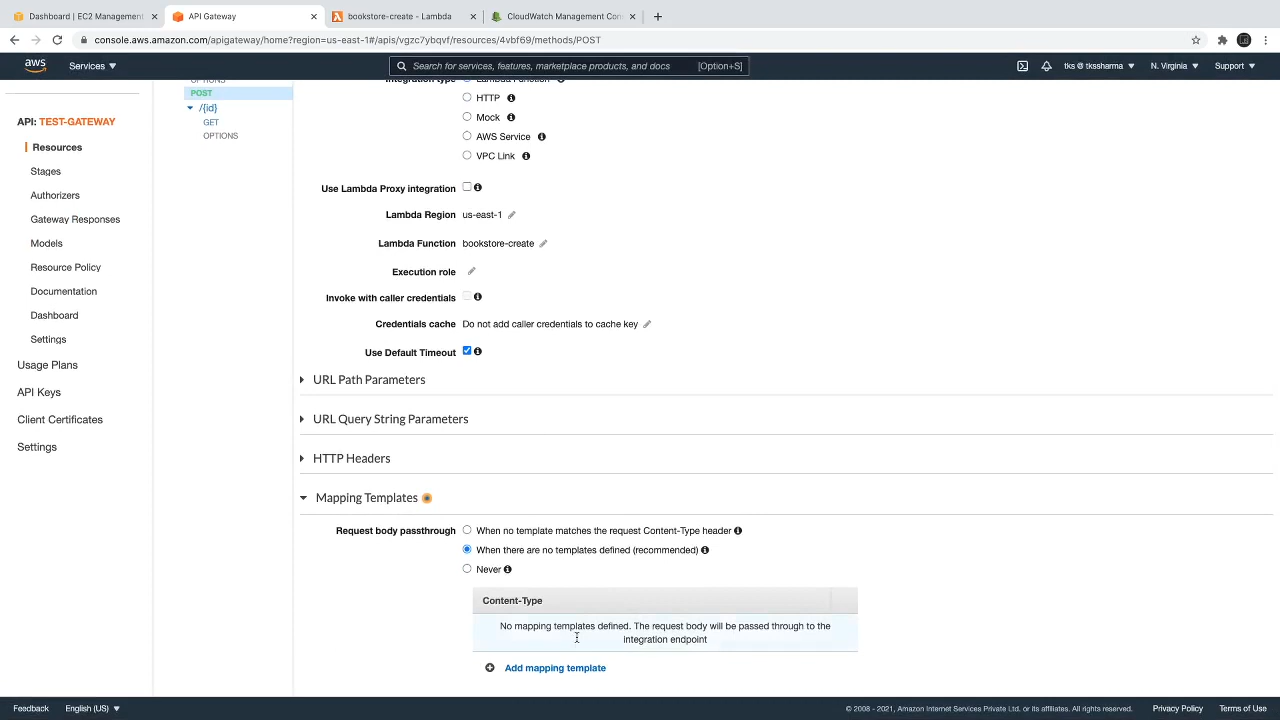 Dashboard | EC2 Management
API Gateway
bookstore-create - Lambda
CloudWatch Management Con
console.aws.amazon.com/apigateway/home?region=us-east-1#/apis/vgzc7ybqvf/resources/4vbf69/methods/POST
aws
Services
Search for services, features, marketplace products, and docs
[Option+S]
tks @ tkssharma
N. Virginia
Support
OPTIONS
POST
/{id}
GET
OPTIONS
API: TEST-GATEWAY
Resources
Stages
Authorizers
Gateway Responses
Models
Resource Policy
Documentation
Dashboard
Settings
Usage Plans
API Keys
Client Certificates
Settings
Integration type Lambda Function
HTTP
Mock
AWS Service
VPC Link
Use Lambda Proxy integration
Lambda Region us-east-1
Lambda Function bookstore-create
Execution role
Invoke with caller credentials
Credentials cache Do not add caller credentials to cache key
Use Default Timeout
URL Path Parameters
URL Query String Parameters
HTTP Headers
Mapping Templates
Request body passthrough When no template matches the request Content-Type header
When there are no templates defined (recommended)
Never
Content-Type
No mapping templates defined. The request body will be passed through to the
integration endpoint
Add mapping template
Feedback
English (US)
© 2008 - 2021, Amazon Internet Services Private Ltd. or its affiliates. All rights reserved.
Privacy Policy
Terms of Use